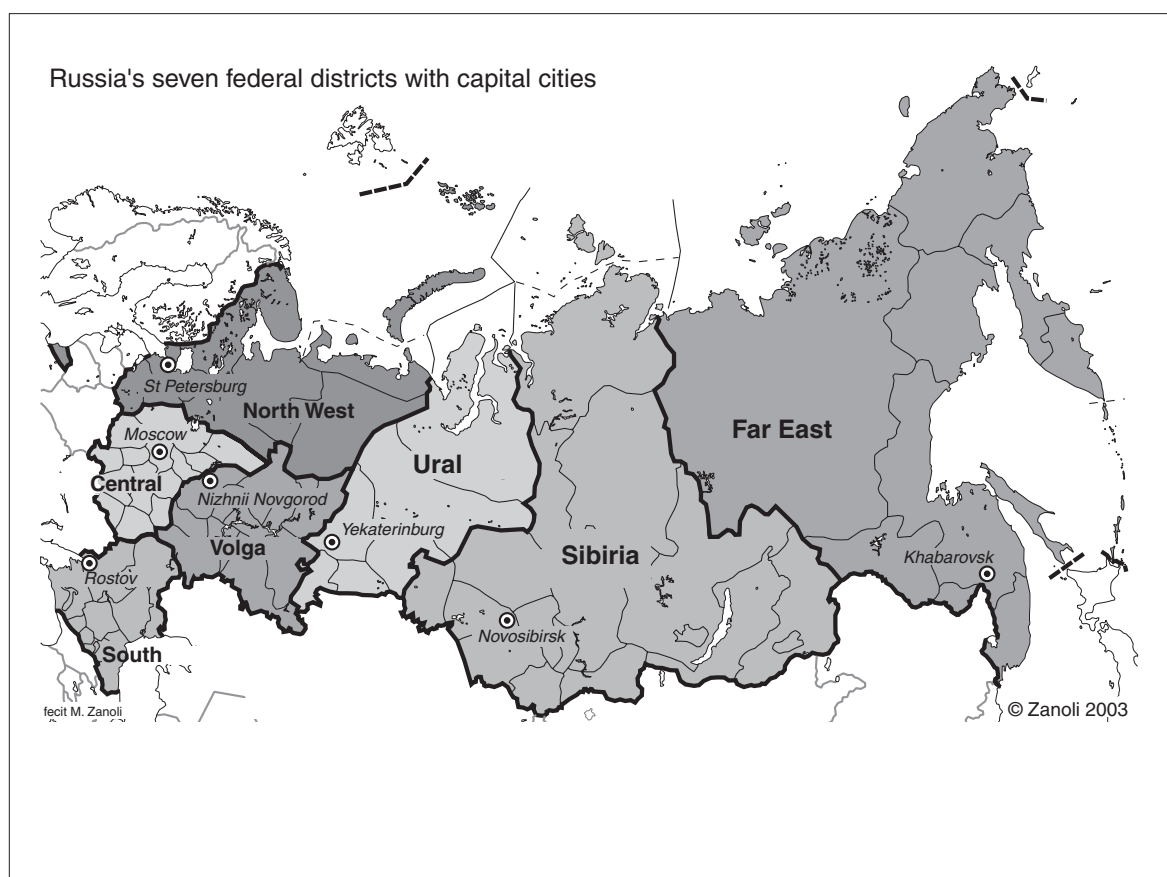 Russia's seven federal districts with capital cities
St Petersburg
North West
Moscow
Central
Nizhnii Novgorod
Volga
Rostov
South
Ural
Yekaterinburg
Sibiria
Novosibirsk
Far East
Khabarovsk
fecit M. Zanoli
© Zanoli 2003